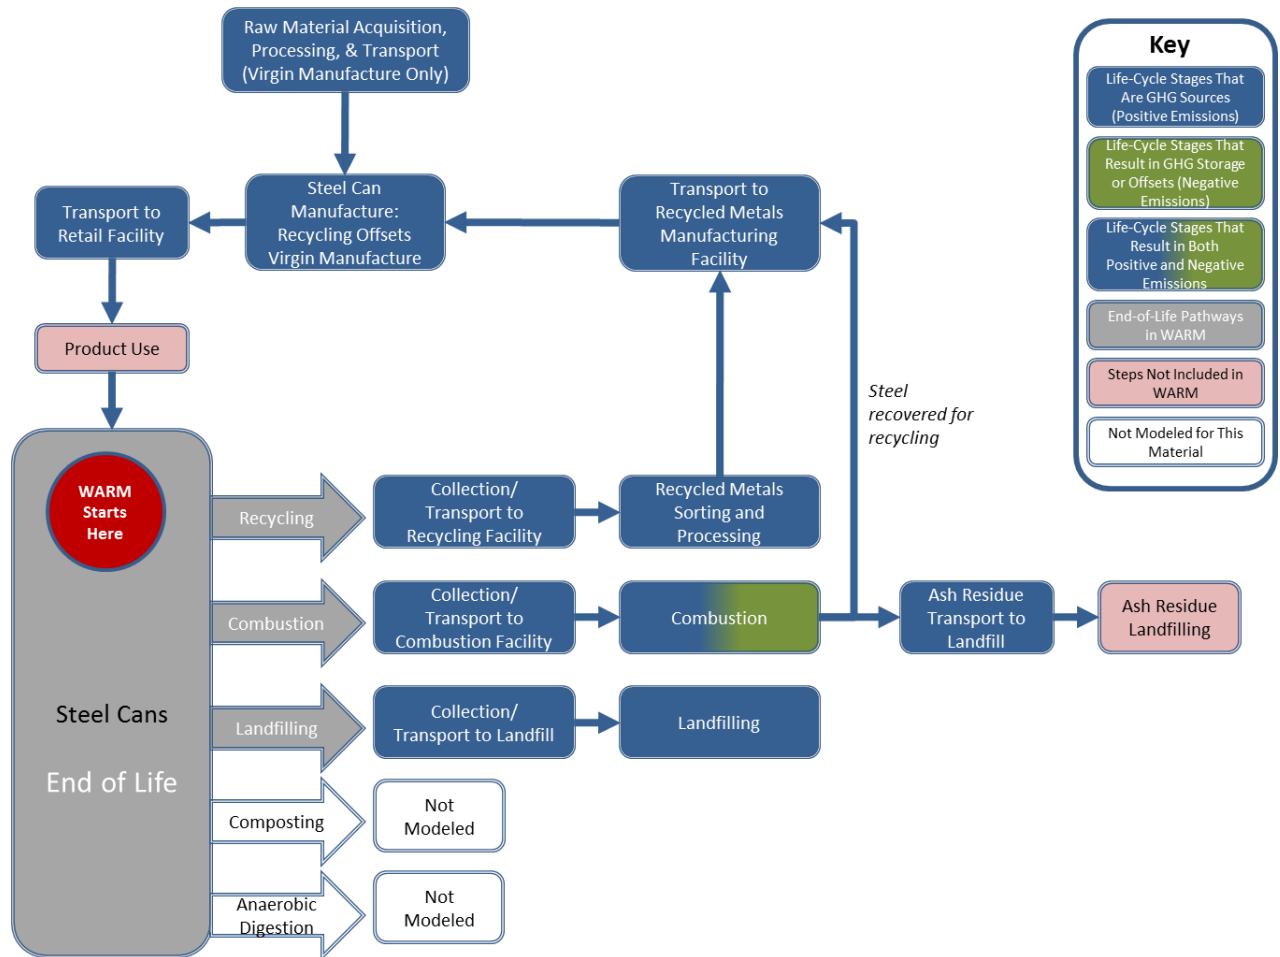 Raw Material Acquisition,
Processing, & Transport
(Virgin Manufacture Only)
Key
Life-Cycle Stages That
Are GHG Sources
(Positive Emissions)
Life-Cycle Stages That
Result in GHG Storage
or Offsets (Negative
Emissions)
Life-Cycle Stages That
Result in Both
Positive and Negative
Emissions
End-of-Life Pathways
in WARM
Steps Not Included in
WARM
Not Modeled for This
Material
Transport to
Retail Facility
Steel Can
Manufacture:
Recycling Offsets
Virgin Manufacture
Transport to
Recycled Metals
Manufacturing
Facility
Product Use
Steel
recovered for
recycling
WARM
Starts
Here
Steel Cans
End of Life
Recycling
Collection/
Transport to
Recycling Facility
Recycled Metals
Sorting and
Processing
Combustion
Collection/
Transport to
Combustion Facility
Combustion
Ash Residue
Transport to
Landfill
Ash Residue
Landfilling
Landfilling
Collection/
Transport to Landfill
Landfilling
Composting
Not
Modeled
Anaerobic
Digestion
Not
Modeled